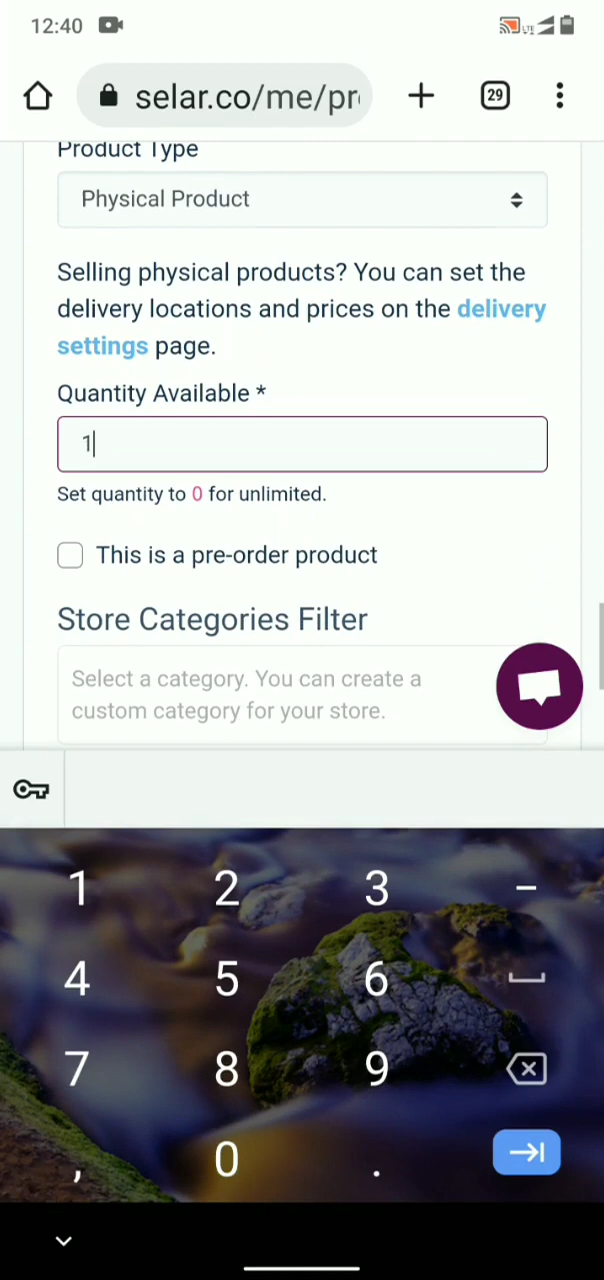 12:40
LTE
selar.co/me/pr
29
Product Type
Physical Product
Selling physical products? You can set the
delivery locations and prices on the delivery
settings page.
Quantity Available *
1
Set quantity to 0 for unlimited.
This is a pre-order product
Store Categories Filter
Select a category. You can create a
custom category for your store.
1 2 3 –
4 5 6
7 8 9
, 0 .